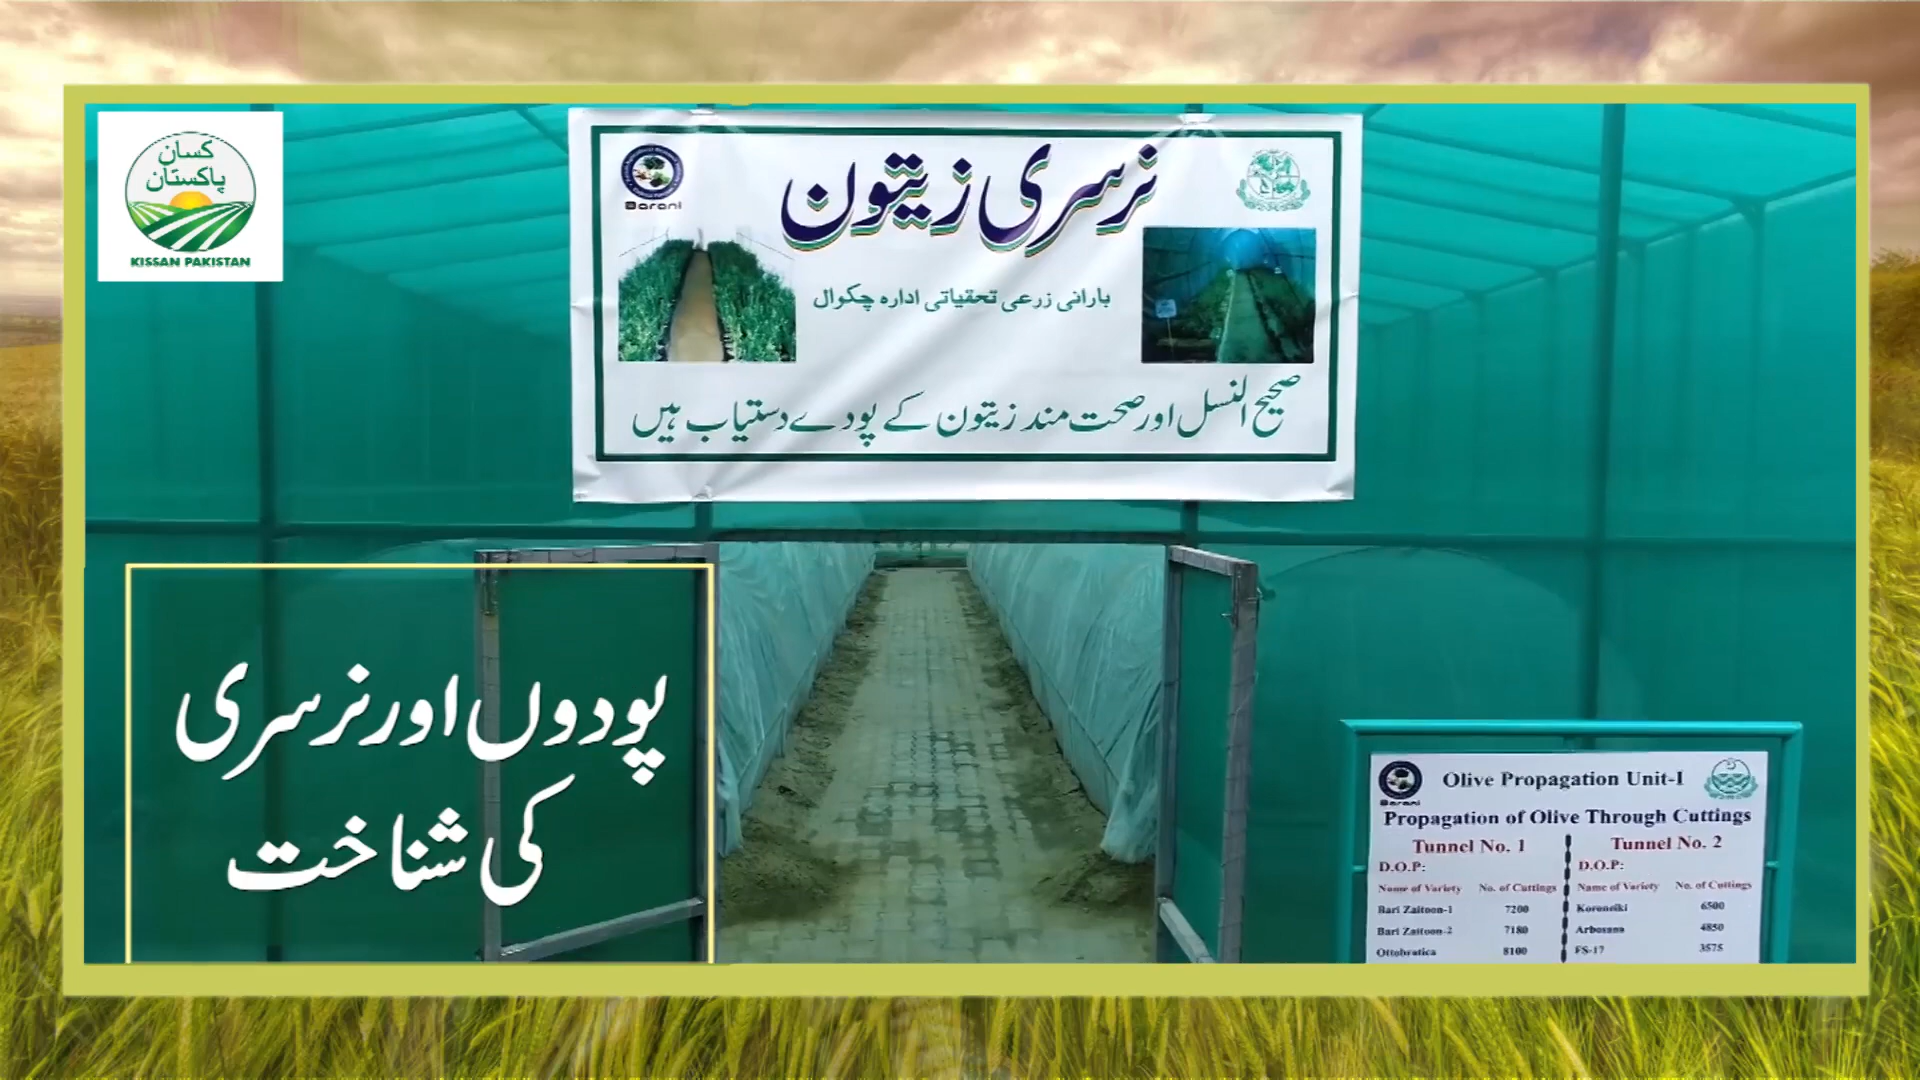 کسان
پاکستان
KISSAN PAKISTAN
Barani
نرسری زیتون
بارانی زرعی تحقیاتی ادارہ چکوال
صحیح النسل اور صحت مند زیتون کے پودے دستیاب ہیں
پودوں اور نرسری
کی شناخت
Barani
Olive Propagation Unit-I
Propagation of Olive Through Cuttings
Tunnel No. 1 Tunnel No. 2
D.O.P: D.O.P:
Name of Variety No. of Cuttings Name of Variety No. of Cuttings
Bari Zaitoon-1 7200 Koroneiki 6500
Bari Zaitoon-2 7180 Arbosana 4850
Ottobratica 8100 FS-17 3575